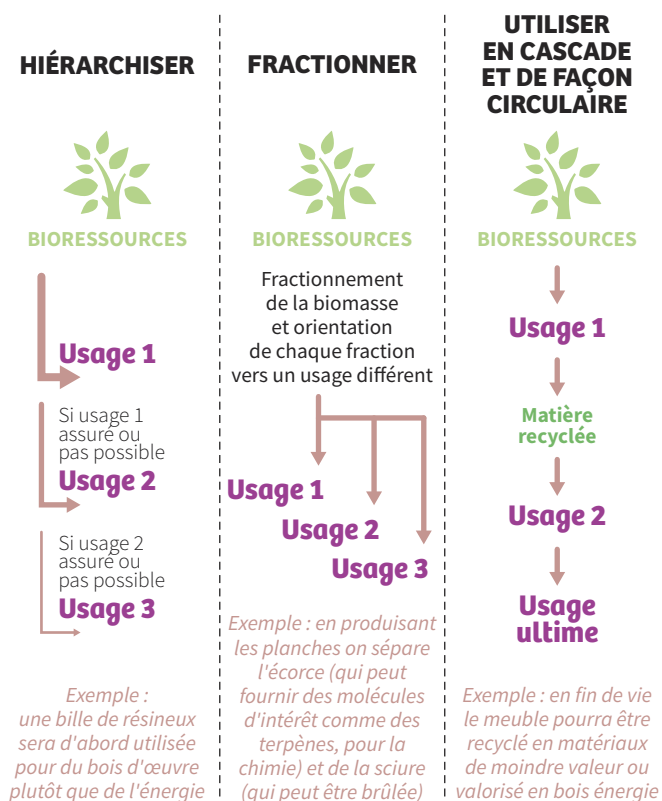 HIÉRARCHISER
BIORESSOURCES
Usage 1
Si usage 1
assuré ou
pas possible
Usage 2
Si usage 2
assuré ou
pas possible
Usage 3
Exemple :
une bille de résineux
sera d'abord utilisée
pour du bois d'œuvre
plutôt que de l'énergie
FRACTIONNER
BIORESSOURCES
Fractionnement
de la biomasse
et orientation
de chaque fraction
vers un usage différent
Usage 1
Usage 2
Usage 3
Exemple : en produisant
les planches on sépare
l'écorce (qui peut
fournir des molécules
d'intérêt comme des
terpènes, pour la
chimie) et de la sciure
(qui peut être brûlée)
UTILISER
EN CASCADE
ET DE FAÇON
CIRCULAIRE
BIORESSOURCES
Usage 1
Matière
recyclée
Usage 2
Usage
ultime
Exemple : en fin de vie
le meuble pourra être
recyclé en matériaux
de moindre valeur ou
valorisé en bois énergie